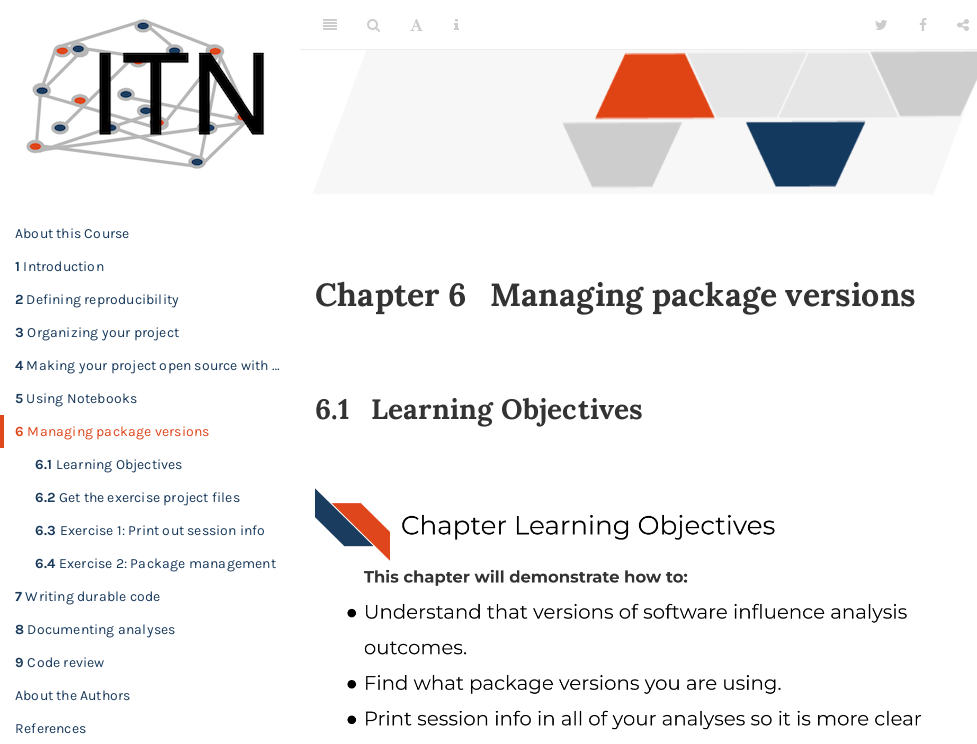 ITN
About this Course
1 Introduction
2 Defining reproducibility
3 Organizing your project
4 Making your project open source with ...
5 Using Notebooks
6 Managing package versions
6.1 Learning Objectives
6.2 Get the exercise project files
6.3 Exercise 1: Print out session info
6.4 Exercise 2: Package management
7 Writing durable code
8 Documenting analyses
9 Code review
About the Authors
References
Chapter 6 Managing package versions
6.1 Learning Objectives
Chapter Learning Objectives
This chapter will demonstrate how to:
● Understand that versions of software influence analysis
outcomes.
● Find what package versions you are using.
● Print session info in all of your analyses so it is more clear